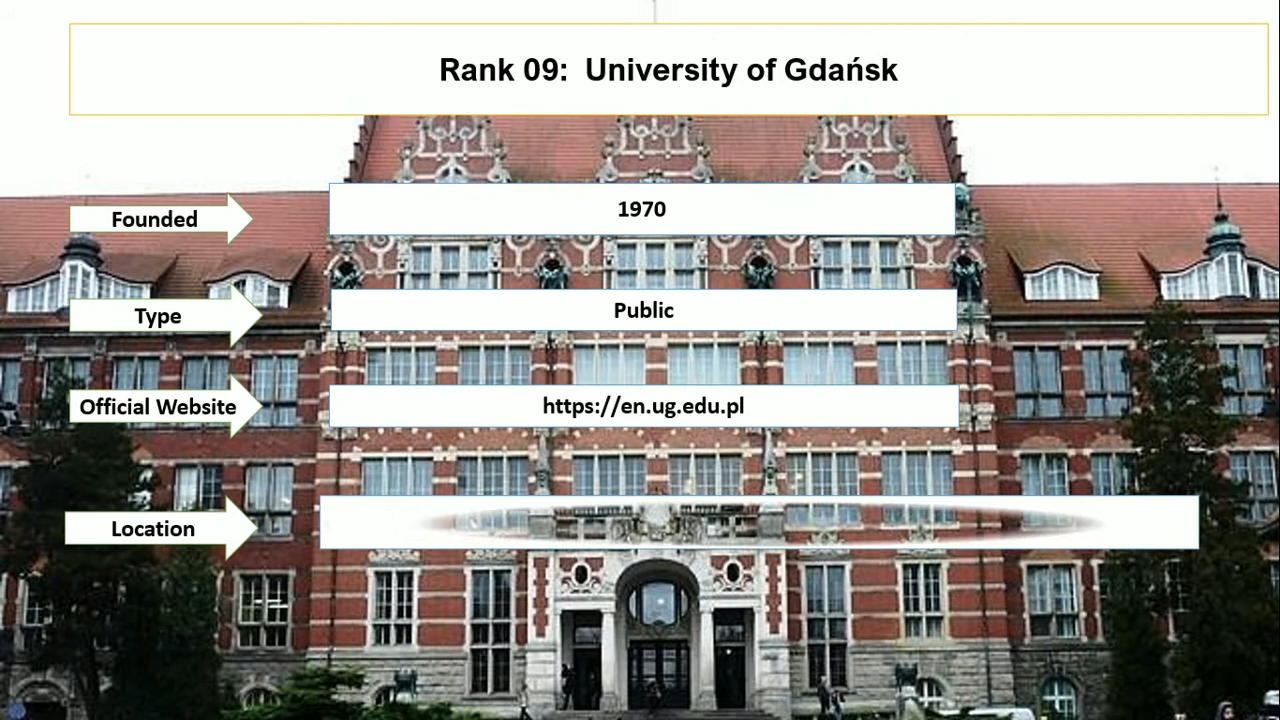 Rank 09:  University of Gdańsk
Founded
1970
Type
Public
Official Website
https://en.ug.edu.pl
Location